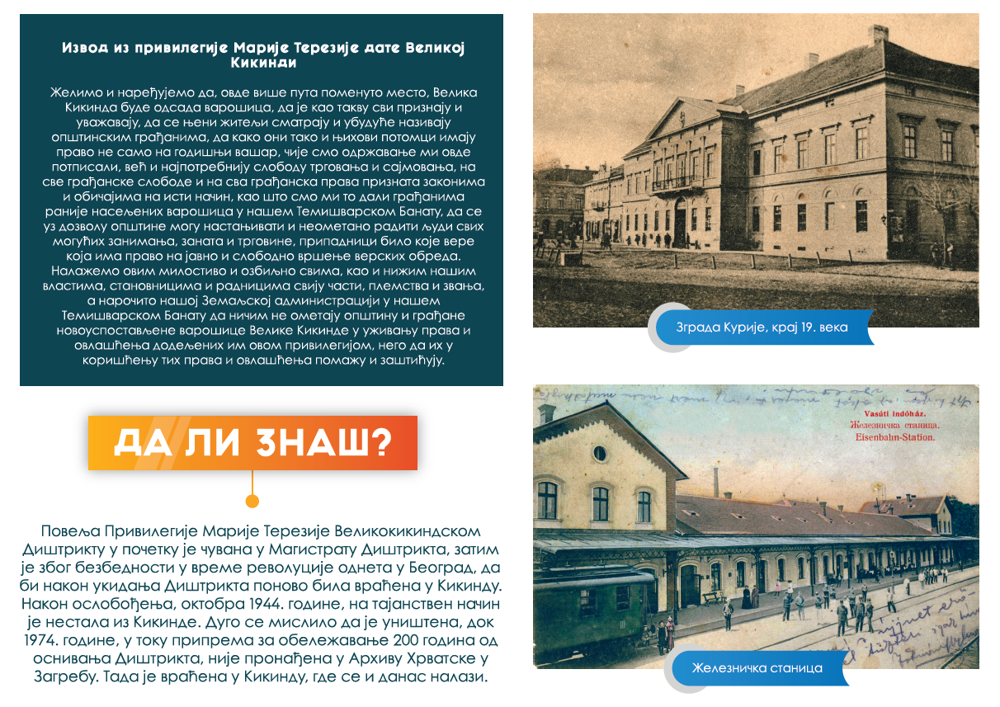 Извод из привилегије Марије Терезије дате Великој
Кикинди
Желимо и наређујемо да, овде више пута поменуто место, Велика
Кикинда буде одсада варошица, да је као такву сви признају и
уважавају, да се њени житељи сматрају и убудуће називају
општинским грађанима, да како они тако и њихови потомци имају
право не само на годишњи вашар, чије смо одржавање ми овде
потписали, већ и најпотребнију слободу трговања и сајмовања, на
све грађанске слободе и на сва грађанска права призната законима
и обичајима на исти начин, као што смо ми то дали грађанима
раније насељених варошица у нашем Темишварском Банату, да се
уз дозволу општине могу настањивати и неометано радити људи свих
могућих занимања, заната и трговине, припадници било које вере
која има право на јавно и слободно вршење верских обреда.
Налажемо овим милостиво и озбиљно свима, као и нижим нашим
властима, становницима и радницима свију части, племства и звања,
а нарочито нашој Земаљској администрацији у нашем
Темишварском Банату да ничим не ометају општину и грађане
новоуспостављене варошице Велике Кикинде у уживању права и
овлашћења додељених им овом привилегијом, него да их у
коришћењу тих права и овлашћења помажу и заштићују.
ДА ЛИ ЗНАШ?
Повеља Привилегије Марије Терезије Великокикиндском
Диштрикту у почетку је чувана у Магистрату Диштрикта, затим
је због безбедности у време револуције однета у Београд, да
би након укидања Диштрикта поново била враћена у Кикинду.
Након ослобођења, октобра 1944. године, на тајанствен начин
је нестала из Кикинде. Дуго се мислило да је уништена, док
1974. године, у току припрема за обележавање 200 година од
оснивања Диштрикта, није пронађена у Архиву Хрватске у
Загребу. Тада је враћена у Кикинду, где се и данас налази.
Зграда Курије, крај 19. века
Vasúti indóház.
Железничка станица.
Eisenbahn-Station.
Железничка станица